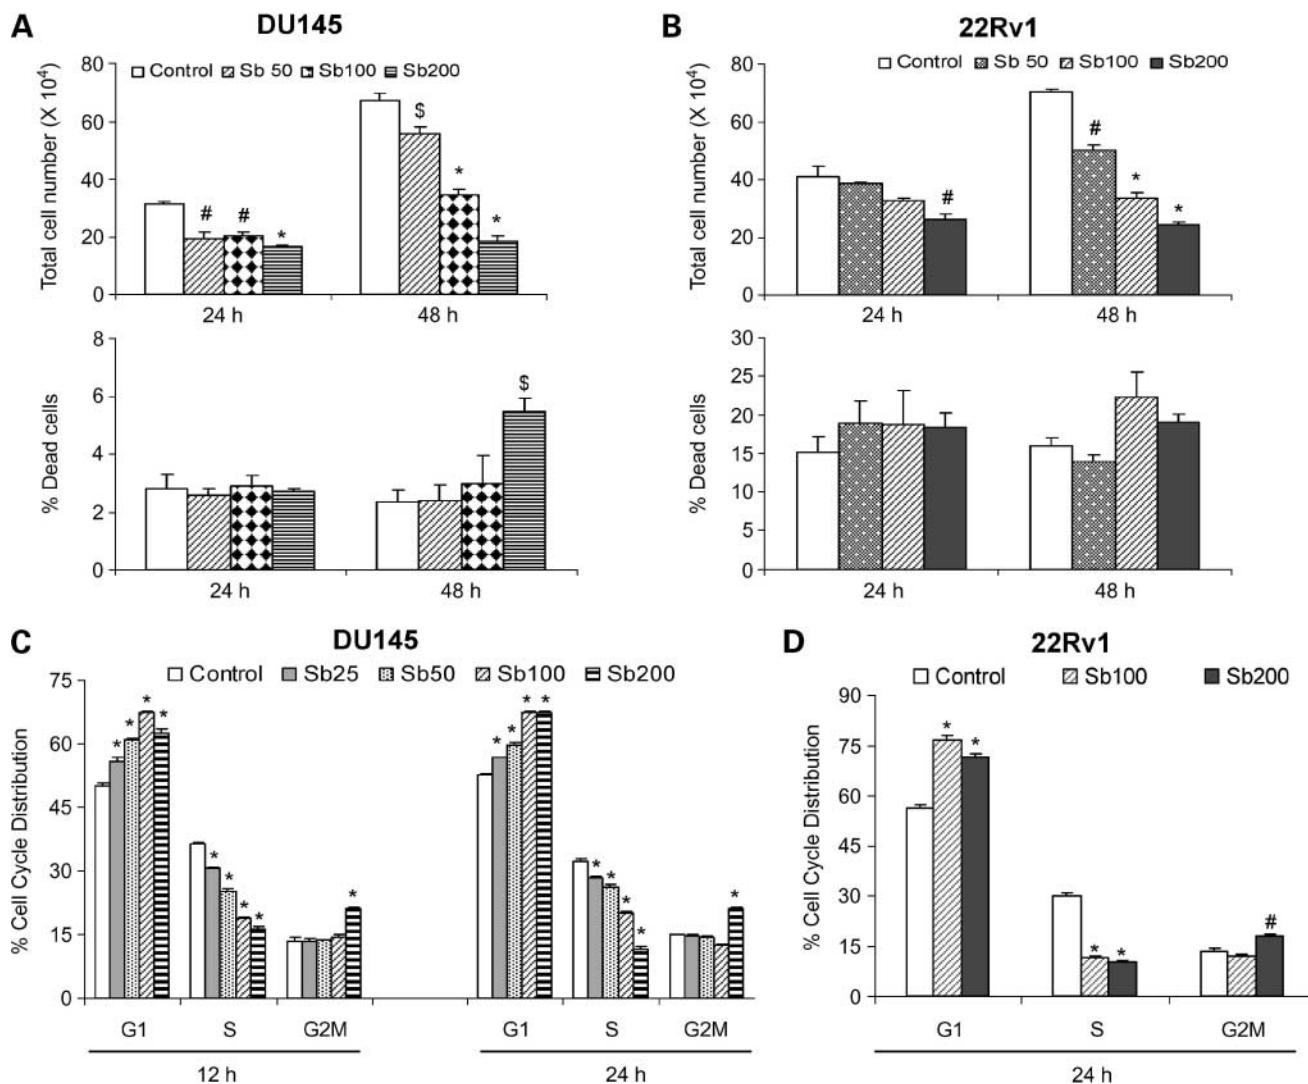 A
DU145
Control Sb 50 Sb100 Sb200
Total cell number (X 10⁴)
80
60
40
20
0
$
# # * * *
24 h 48 h
% Dead cells
8
6
4
2
0
$
24 h 48 h
B
22Rv1
Control Sb 50 Sb100 Sb200
Total cell number (X 10⁴)
80
60
40
20
0
# # * *
24 h 48 h
% Dead cells
30
25
20
15
10
5
0
24 h 48 h
C
DU145
Control Sb25 Sb50 Sb100 Sb200
% Cell Cycle Distribution
75
60
45
30
15
0
* * * * * * * * *
* * * * * * * * *
G1 S G2M G1 S G2M
12 h 24 h
D
22Rv1
Control Sb100 Sb200
% Cell Cycle Distribution
90
75
60
45
30
15
0
* * * * #
G1 S G2M
24 h